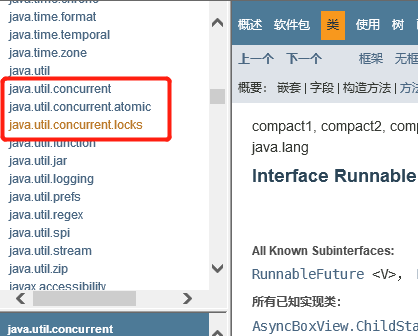 java.time.format
java.time.temporal
java.time.zone
java.util
java.util.concurrent
java.util.concurrent.atomic
java.util.concurrent.locks
java.util.function
java.util.jar
java.util.logging
java.util.prefs
java.util.regex
java.util.spi
java.util.stream
java.util.zip
javax.accessibility
java.util.concurrent
概述 软件包 类 使用 树
上一个 下一个 框架 无框
概要： 嵌套 | 字段 | 构造方法 | 方法
compact1, compact2,
java.lang
Interface Runnable
All Known Subinterfaces:
RunnableFuture <V>,
所有已知实现类:
AsyncBoxView.ChildSta